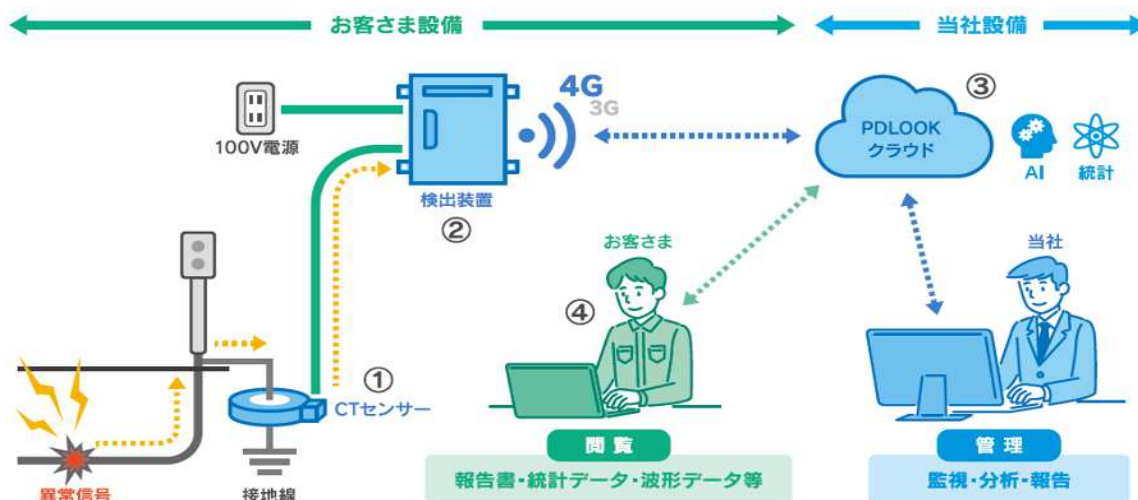 お客さま設備
当社設備
4G
3G
100V電源
検出装置
②
PDLOOK
クラウド
③
AI
統計
お客さま
④
当社
①
CTセンサー
異常信号
接地線
閲覧
報告書・統計データ・波形データ等
管理
監視・分析・報告